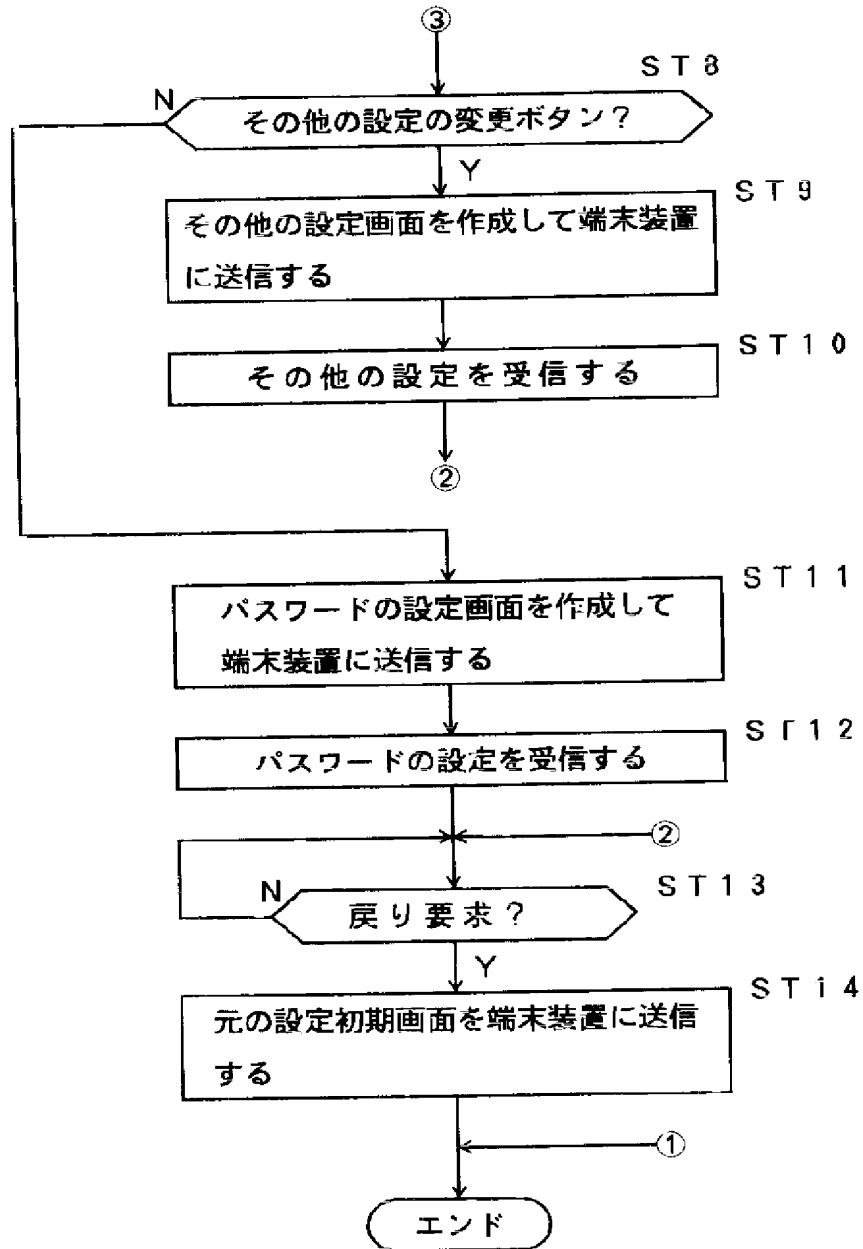 ③
ST8
N
その他の設定の変更ボタン?
Y
ST9
その他の設定画面を作成して端末装置
に送信する
ST10
その他の設定を受信する
②
ST11
パスワードの設定画面を作成して
端末装置に送信する
ST12
パスワードの設定を受信する
②
ST13
N
戻り要求?
Y
ST14
元の設定初期画面を端末装置に送信
する
①
エンド